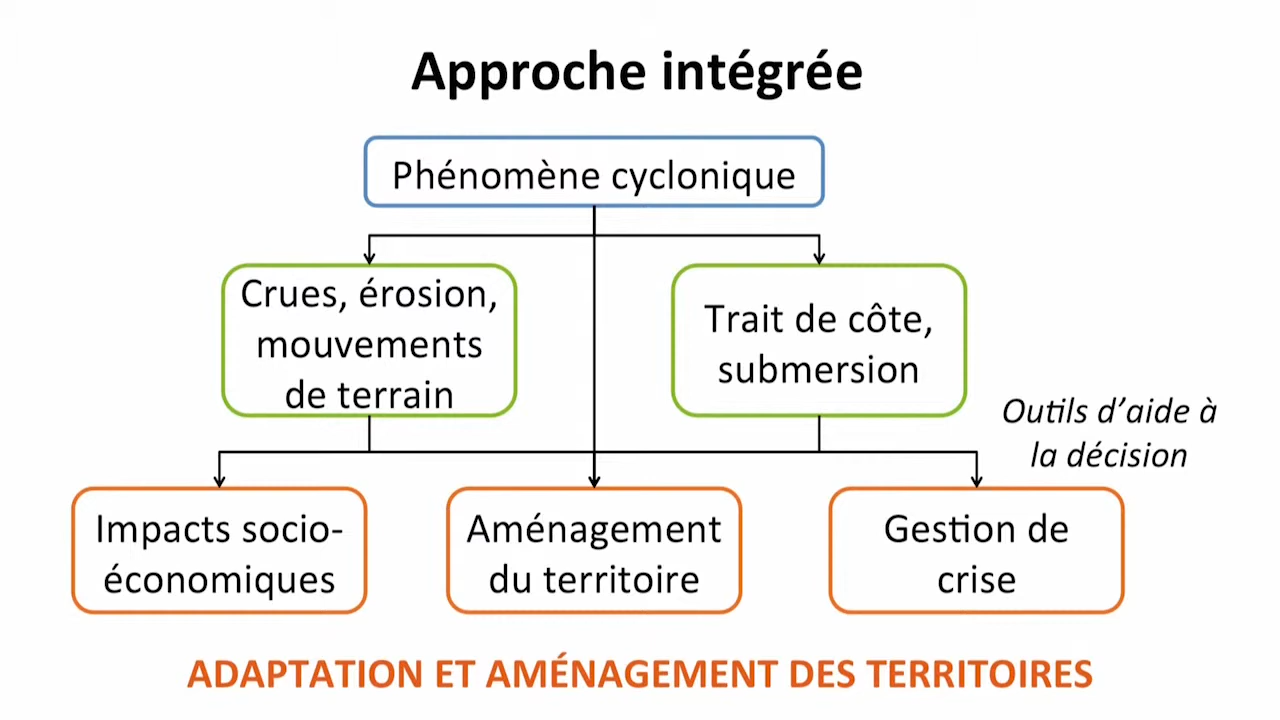 Approche intégrée
Phénomène cyclonique
Crues, érosion,
mouvements
de terrain
Trait de côte,
submersion
Outils d’aide à
la décision
Impacts socio-
économiques
Aménagement
du territoire
Gestion de
crise
ADAPTATION ET AMÉNAGEMENT DES TERRITOIRES